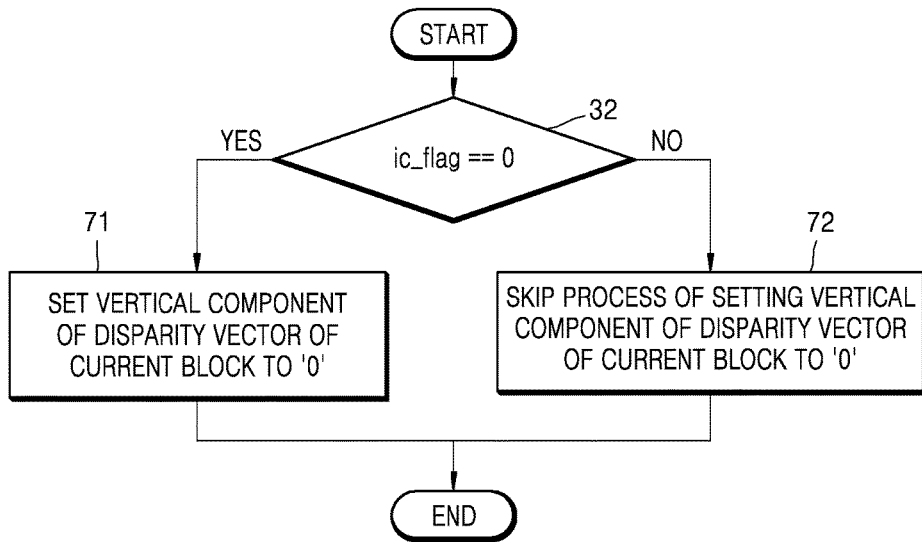 START
32
YES
ic_flag == 0
NO
71
72
SET VERTICAL COMPONENT
OF DISPARITY VECTOR OF
CURRENT BLOCK TO '0'
SKIP PROCESS OF SETTING VERTICAL
COMPONENT OF DISPARITY VECTOR
OF CURRENT BLOCK TO '0'
END